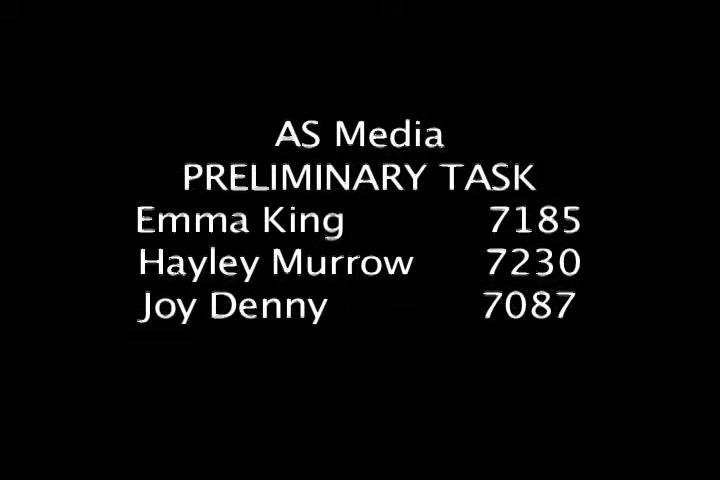 AS Media
PRELIMINARY TASK
Emma King 7185
Hayley Murrow 7230
Joy Denny 7087